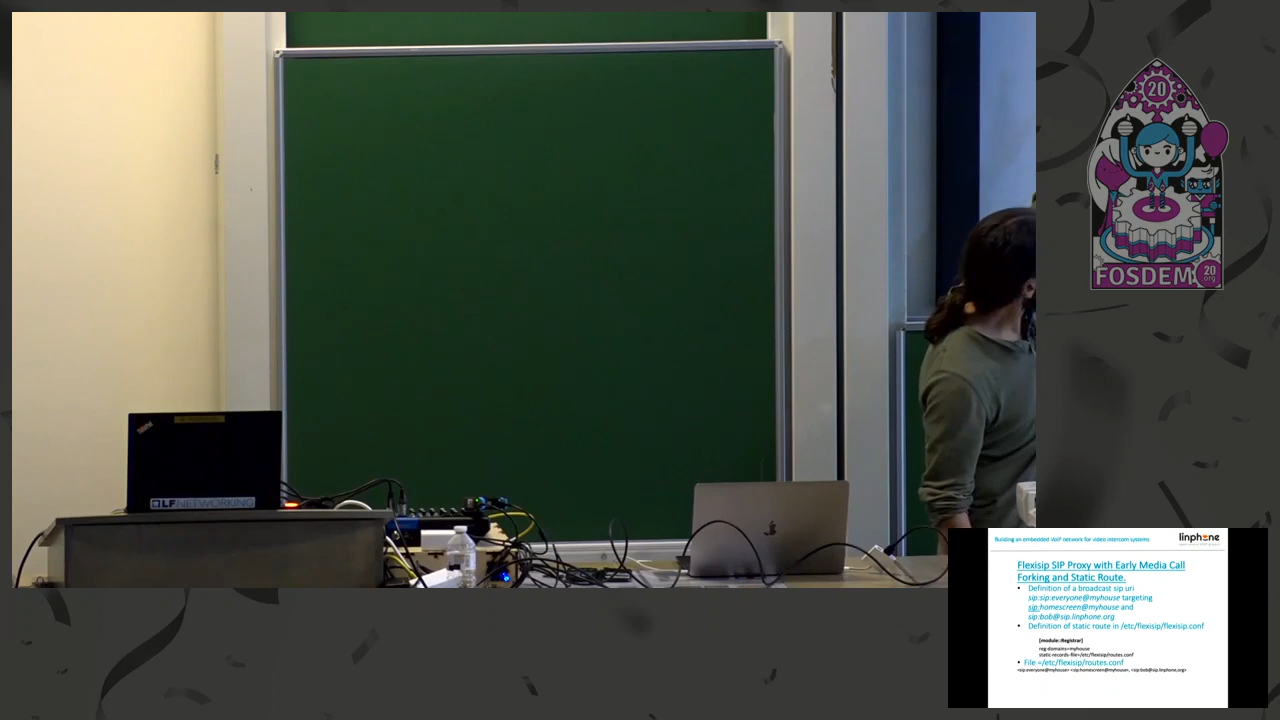 20
FOSDEM
20
.org
ThinkPad
LF NETWORKING
Building an embedded VoIP network for video intercom systems
linphone
Flexisip SIP Proxy with Early Media Call
Forking and Static Route.
• Definition of a broadcast sip uri
sip:sip:everyone@myhouse targeting
sip:homescreen@myhouse and
sip:bob@sip.linphone.org
• Definition of static route in /etc/flexisip/flexisip.conf
[module::Registrar]
reg-domains=myhouse
static-records-file=/etc/flexisip/routes.conf
• File =/etc/flexisip/routes.conf
<sip:everyone@myhouse> <sip:homescreen@myhouse>, <sip:bob@sip.linphone.org>